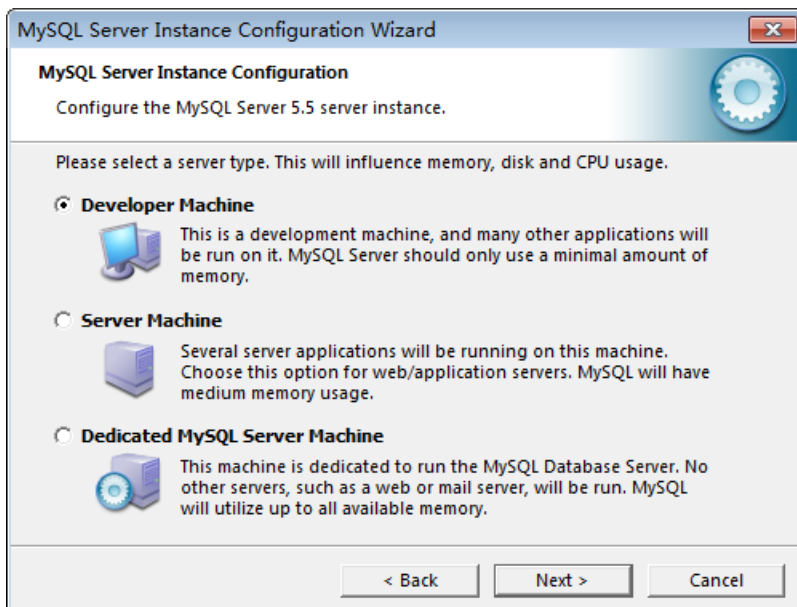 MySQL Server Instance Configuration Wizard
MySQL Server Instance Configuration
Configure the MySQL Server 5.5 server instance.
Please select a server type. This will influence memory, disk and CPU usage.
Developer Machine
This is a development machine, and many other applications will
be run on it. MySQL Server should only use a minimal amount of
memory.
Server Machine
Several server applications will be running on this machine.
Choose this option for web/application servers. MySQL will have
medium memory usage.
Dedicated MySQL Server Machine
This machine is dedicated to run the MySQL Database Server. No
other servers, such as a web or mail server, will be run. MySQL
will utilize up to all available memory.
< Back
Next >
Cancel